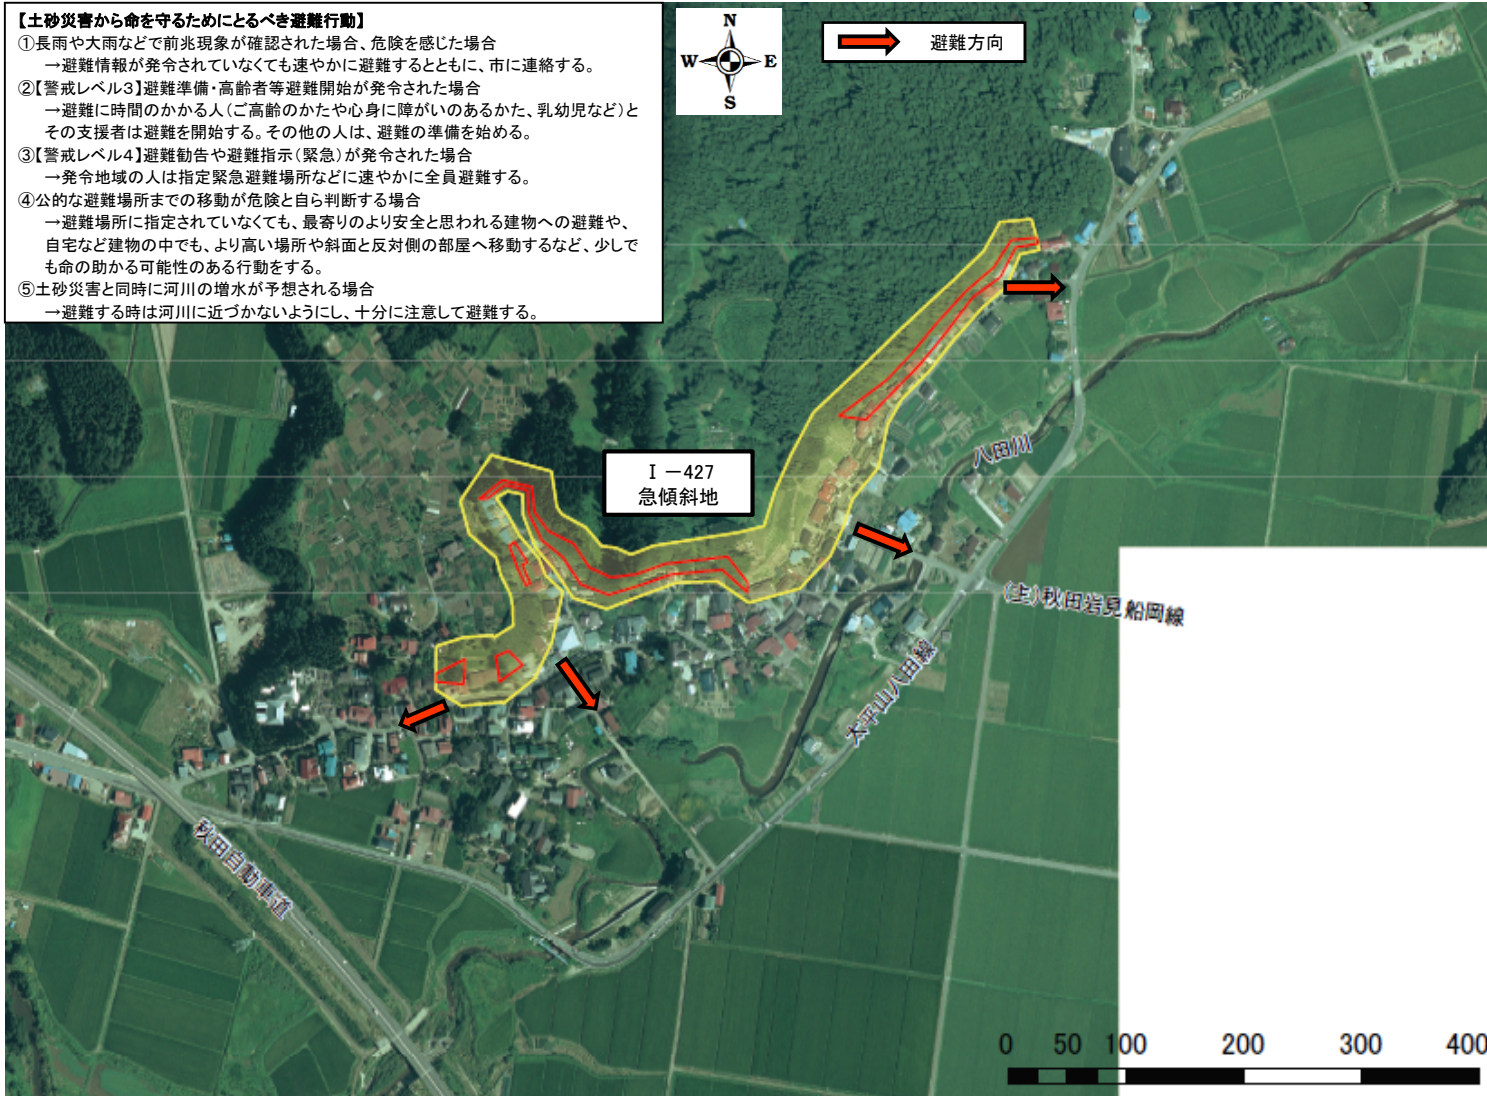 【土砂災害から命を守るためにとるべき避難行動】
①長雨や大雨などで前兆現象が確認された場合、危険を感じた場合
→避難情報が発令されていなくても速やかに避難するとともに、市に連絡する。
②【警戒レベル3】避難準備・高齢者等避難開始が発令された場合
→避難に時間のかかる人(ご高齢のかたや心身に障がいのあるかた、乳幼児など)と
その支援者は避難を開始する。その他の人は、避難の準備を始める。
③【警戒レベル4】避難勧告や避難指示(緊急)が発令された場合
→発令地域の人は指定緊急避難場所などに速やかに全員避難する。
④公的な避難場所までの移動が危険と自ら判断する場合
→避難場所に指定されていなくても、最寄りのより安全と思われる建物への避難や、
自宅など建物の中でも、より高い場所や斜面と反対側の部屋へ移動するなど、少しで
も命の助かる可能性のある行動をする。
⑤土砂災害と同時に河川の増水が予想される場合
→避難する時は河川に近づかないようにし、十分に注意して避難する。
N
W E
S
避難方向
Ⅰ－427
急傾斜地
八田川
(主)秋田岩見船岡線
太平山八田線
秋田自動車道
0 50 100 200 300 400